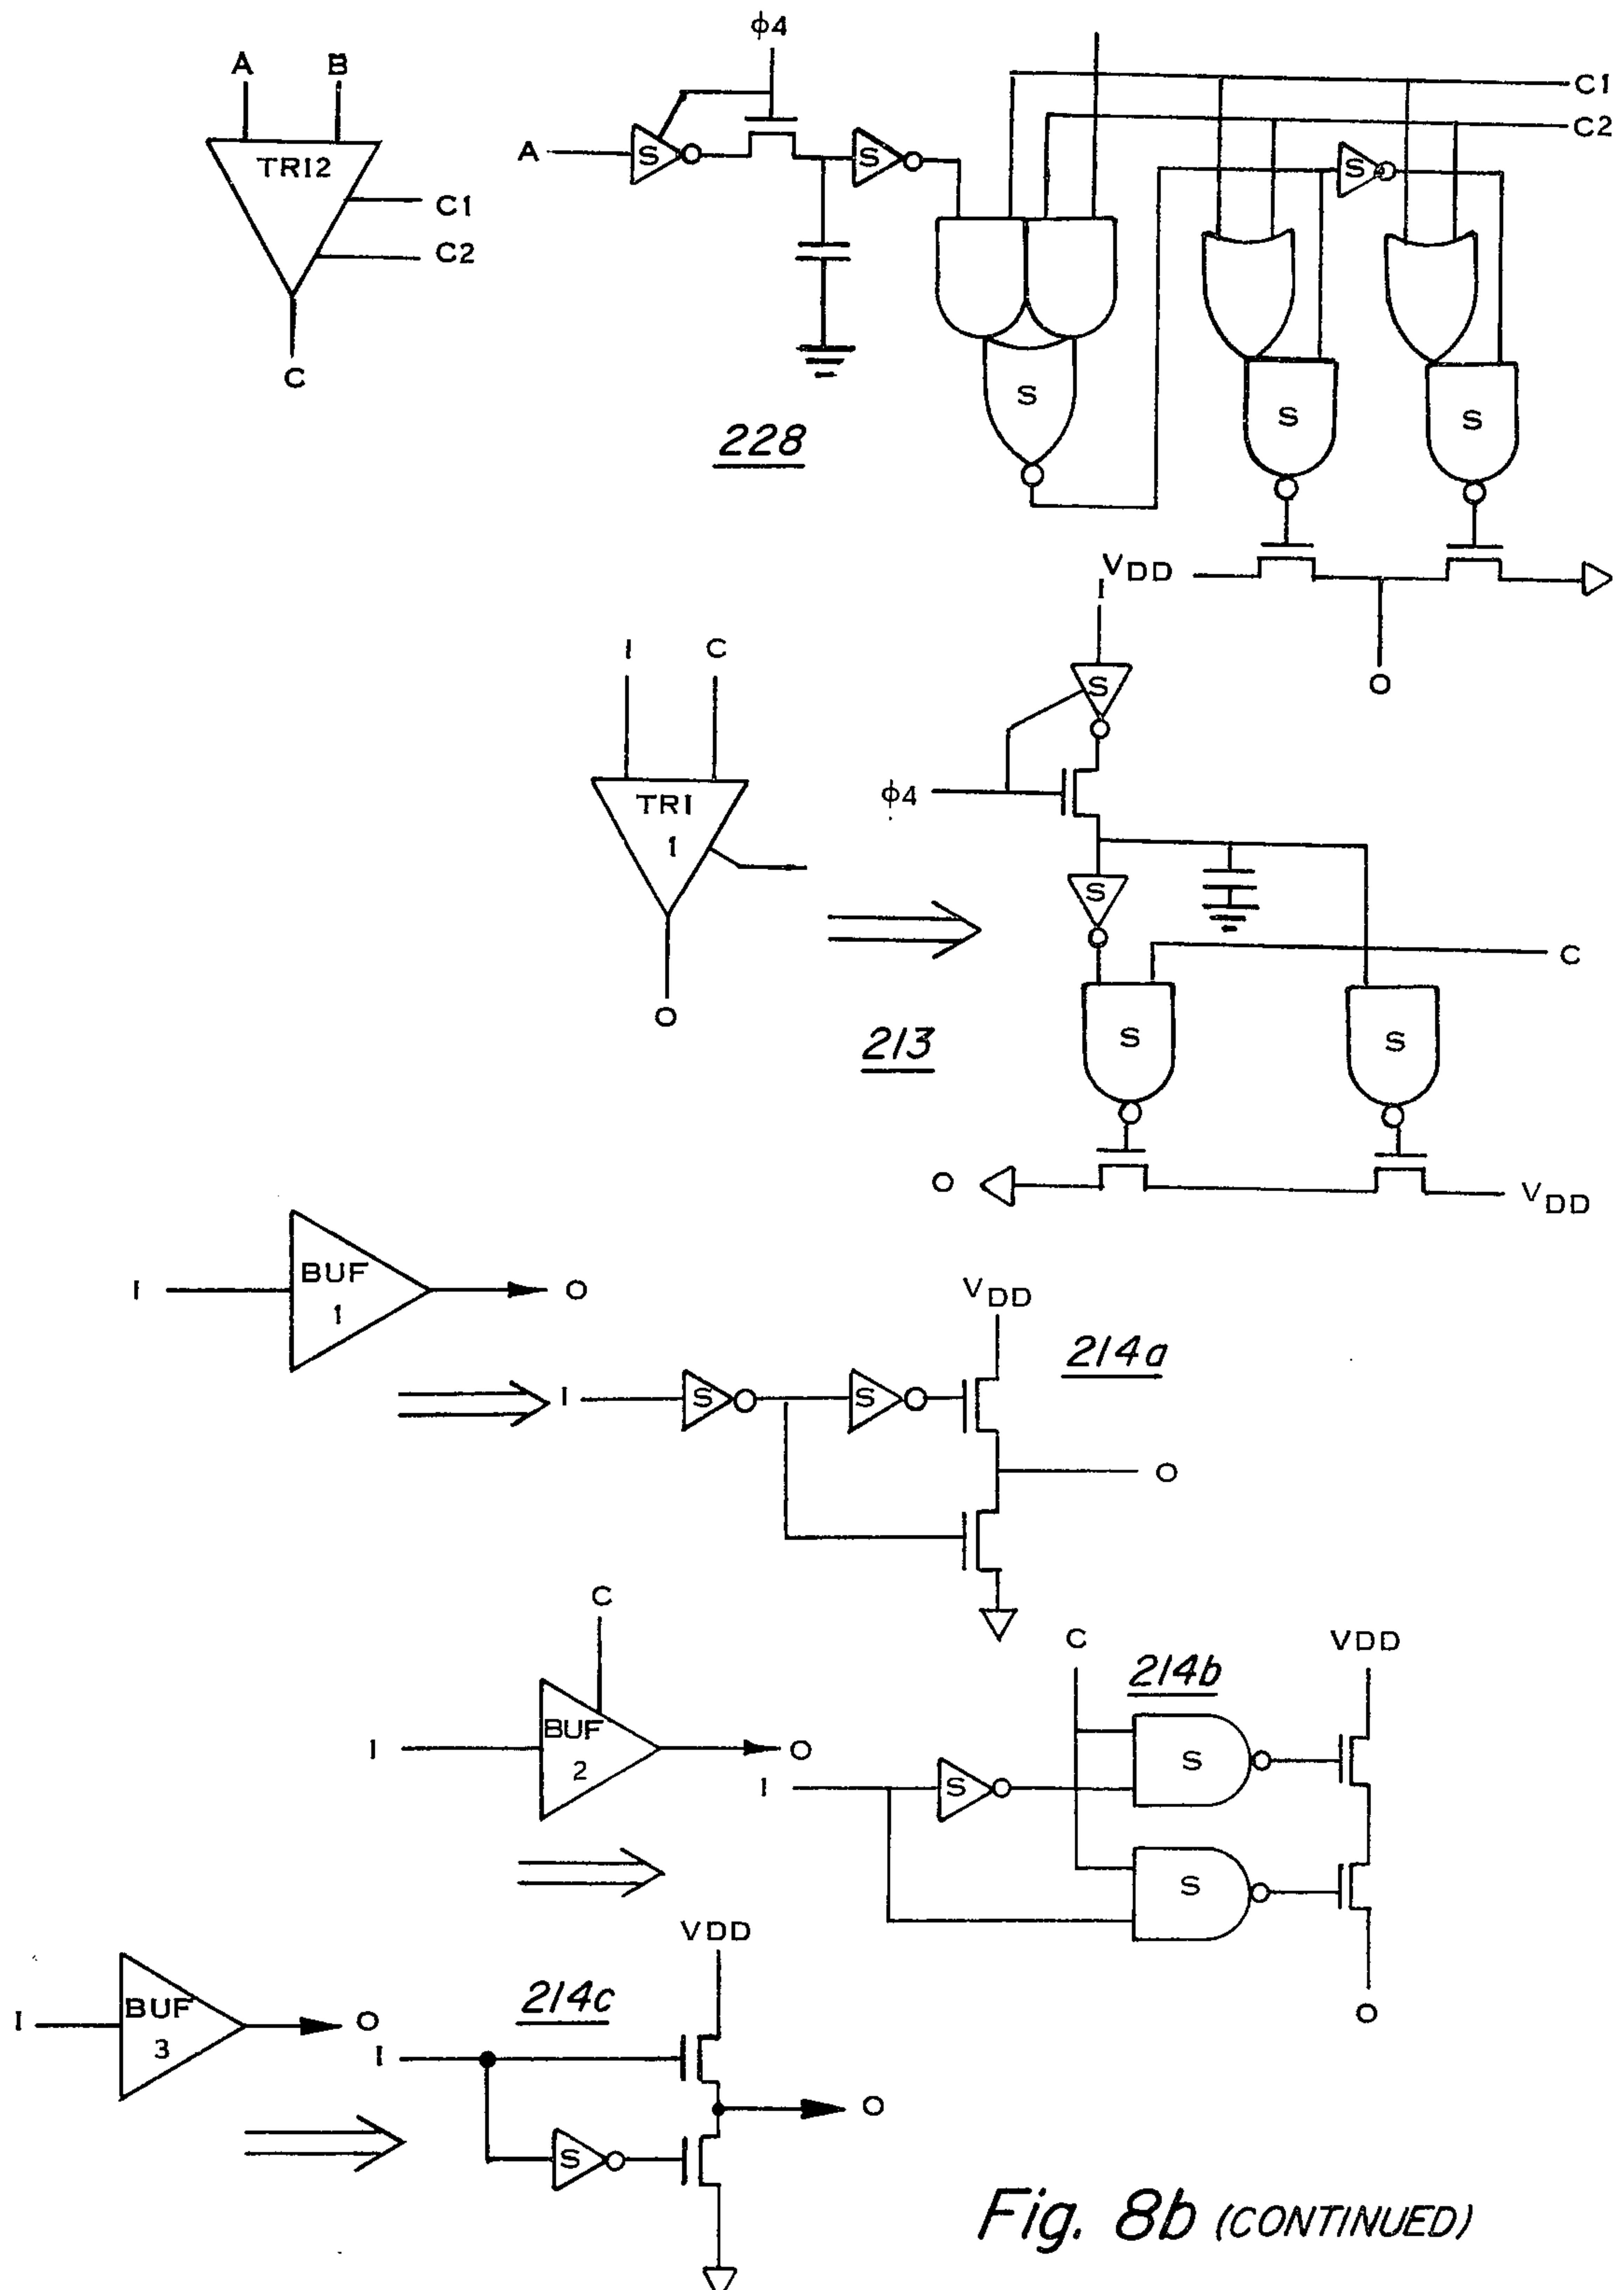 A B
TRI2
C1
C2
C
ϕ4
A
S
S
C1
C2
S
S
S
S
228
VDD
O
I C
TRI
1
O
I
S
ϕ4
S
C
S
S
213
O
VDD
I
BUF
1
O
VDD
214a
I
S
S
O
C
I
BUF
2
O
C
VDD
214b
I
S
S
S
O
I
BUF
3
O
VDD
214c
I
S
O
Fig. 8b (CONTINUED)